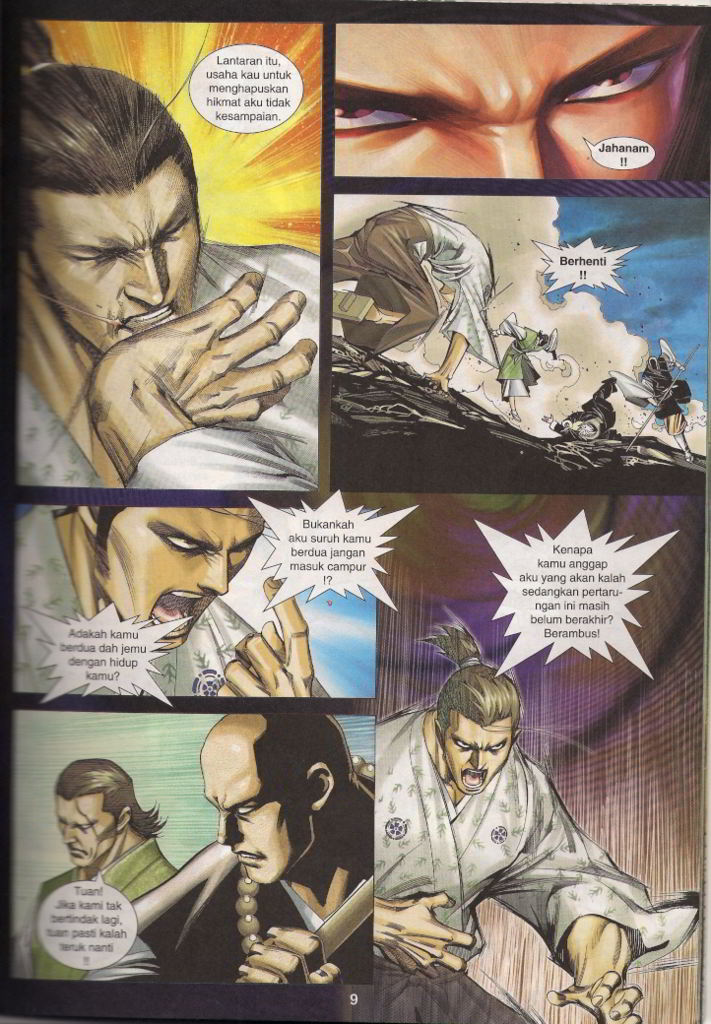 Lantaran itu,
usaha kau untuk
menghapuskan
hikmat aku tidak
kesampaian.
Jahanam
!!
Berhenti
!!
Bukankah
aku suruh kamu
berdua jangan
masuk campur
!?
Adakah kamu
berdua dah jemu
dengan hidup
kamu?
Kenapa
kamu anggap
aku yang akan kalah
sedangkan pertaru-
ngan ini masih
belum berakhir?
Berambus!
Tuan!
Jika kami tak
bertindak lagi,
tuan pasti kalah
teruk nanti
!!
9